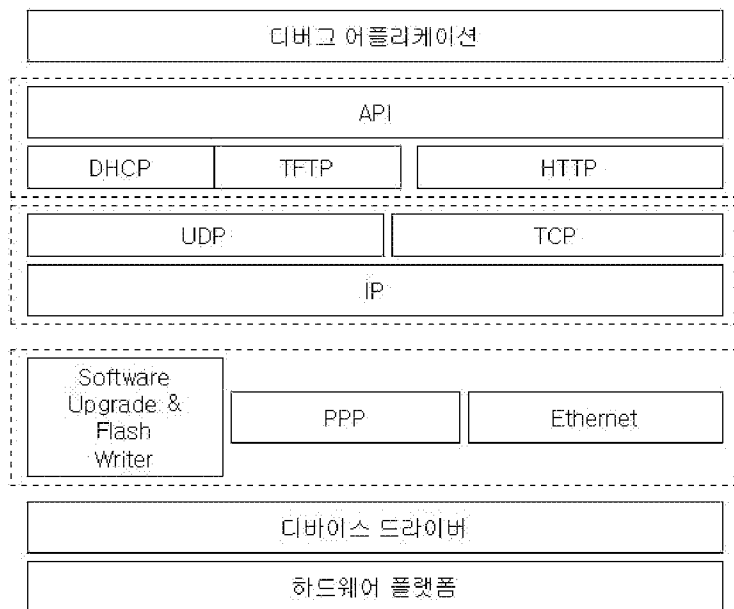 디버그 어플리케이션
API
DHCP
TFTP
HTTP
UDP
TCP
IP
Software
Upgrade &
Flash
Writer
PPP
Ethernet
디바이스 드라이버
하드웨어 플랫폼